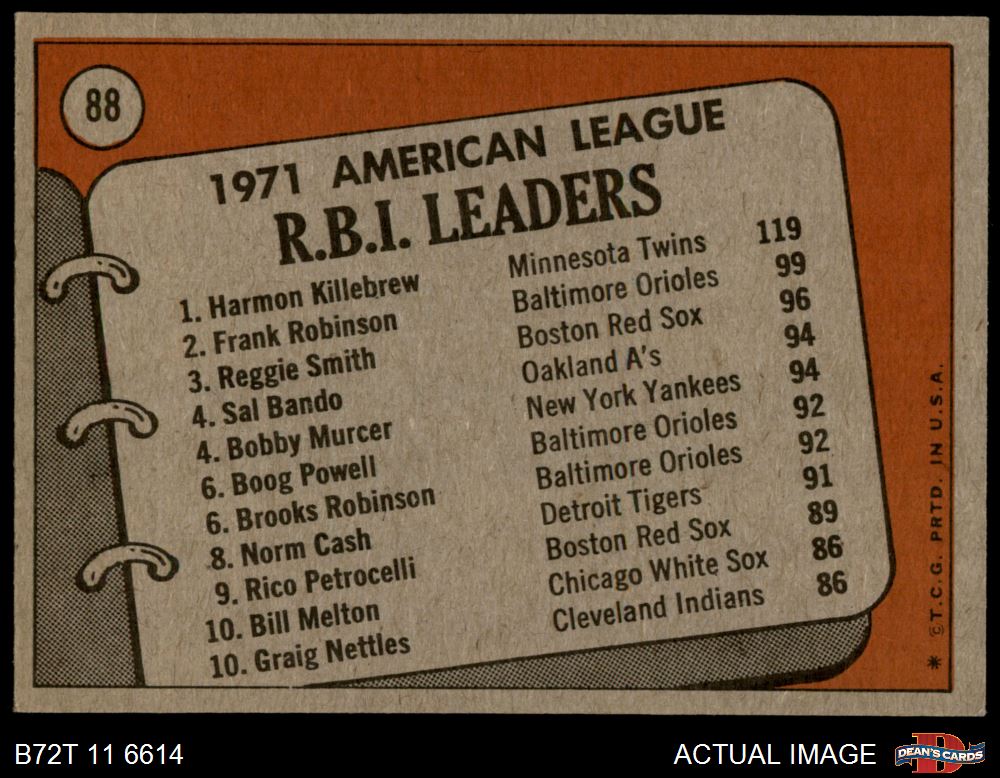 88
1971 AMERICAN LEAGUE
R.B.I. LEADERS
1. Harmon Killebrew Minnesota Twins 119
2. Frank Robinson Baltimore Orioles 99
3. Reggie Smith Boston Red Sox 96
4. Sal Bando Oakland A's 94
4. Bobby Murcer New York Yankees 94
6. Boog Powell Baltimore Orioles 92
6. Brooks Robinson Baltimore Orioles 92
8. Norm Cash Detroit Tigers 91
9. Rico Petrocelli Boston Red Sox 89
10. Bill Melton Chicago White Sox 86
10. Graig Nettles Cleveland Indians 86
* © T.C.G. PRTD. IN U.S.A.
B72T 11 6614 ACTUAL IMAGE
DEAN'S CARDS